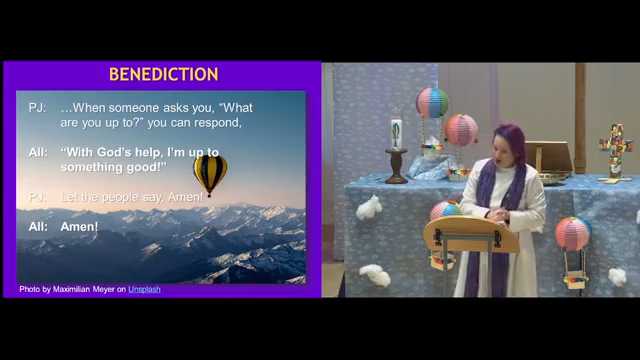 BENEDICTION
PJ: …When someone asks you, “What
are you up to?” you can respond,
All: “With God’s help, I’m up to
something good!”
PJ: Let the people say, Amen!
All: Amen!
Photo by Maximilian Meyer on Unsplash